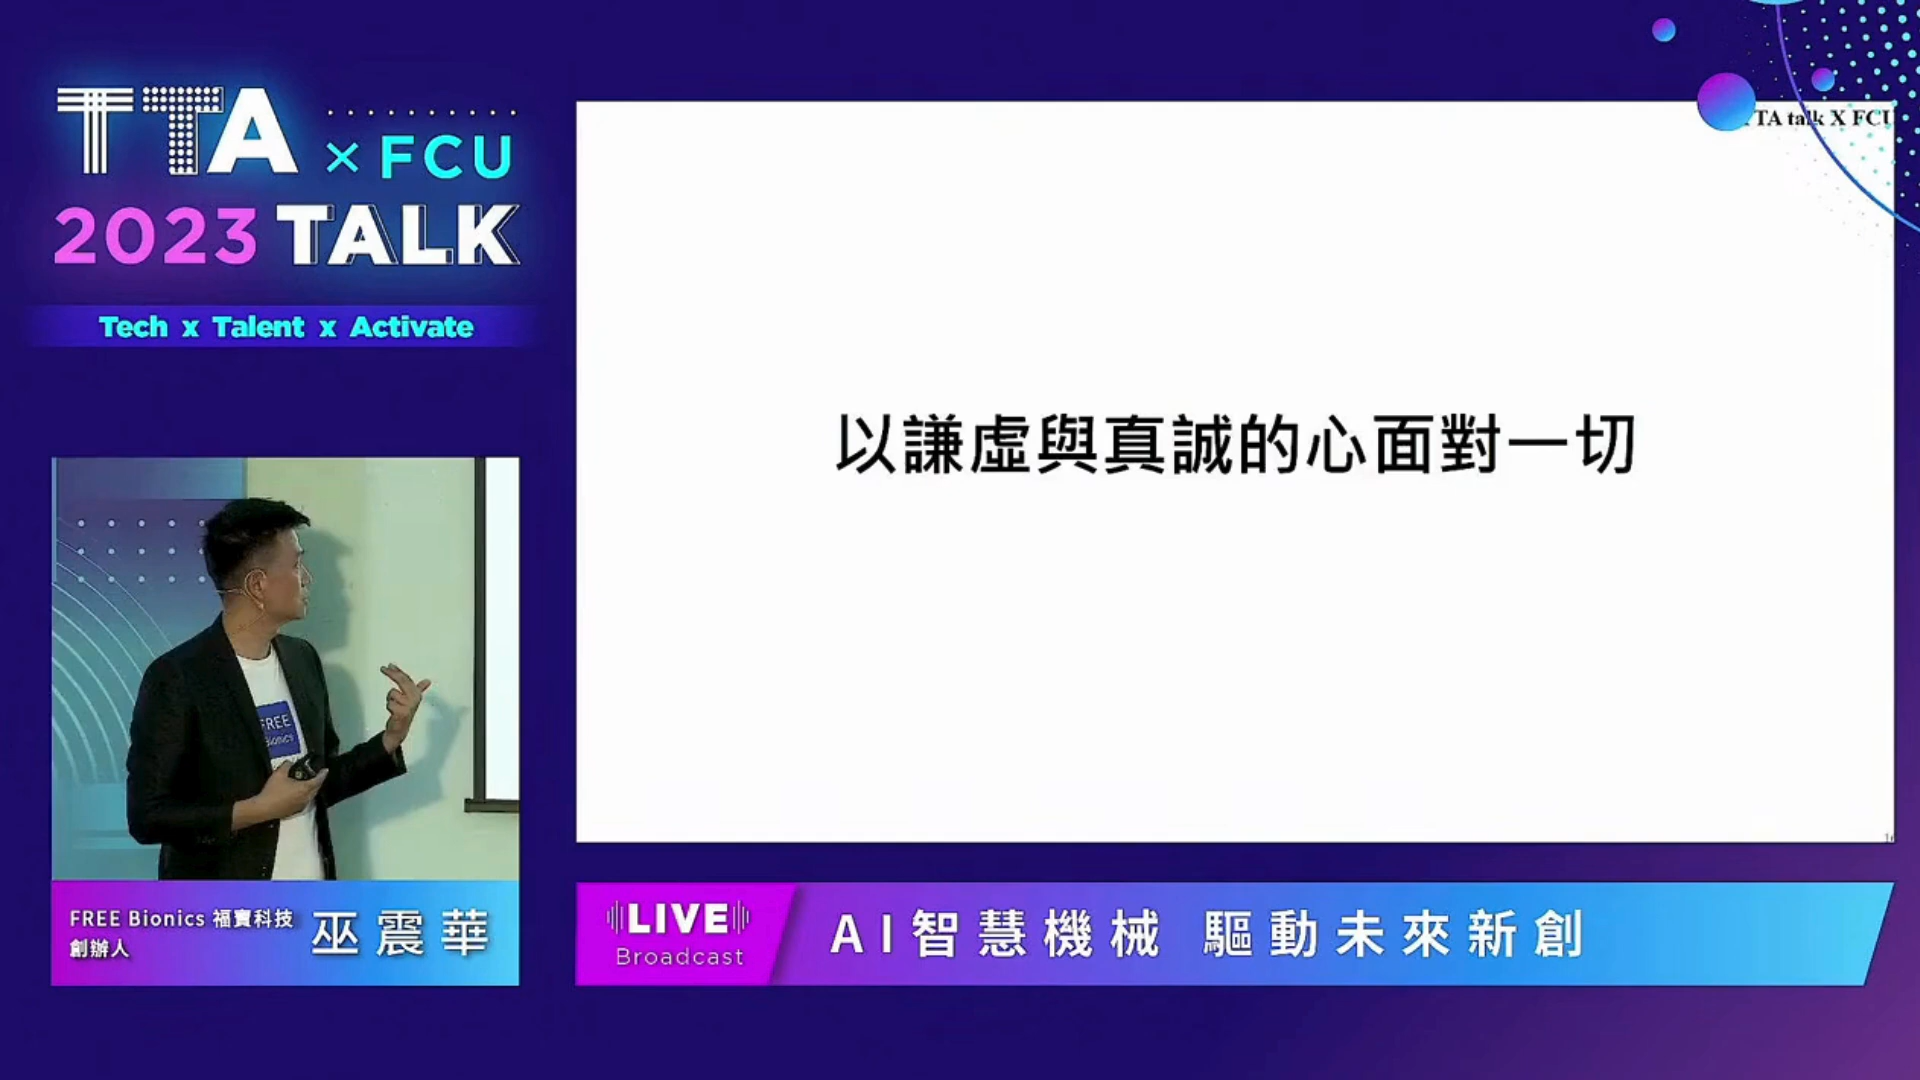 TTA × FCU
2023 TALK
Tech x Talent x Activate
TA talk X FCU
以謙虛與真誠的心面對一切
FREE
Bionics
FREE Bionics 福寶科技
創辦人
巫震華
LIVE
Broadcast
AI智慧機械 驅動未來新創